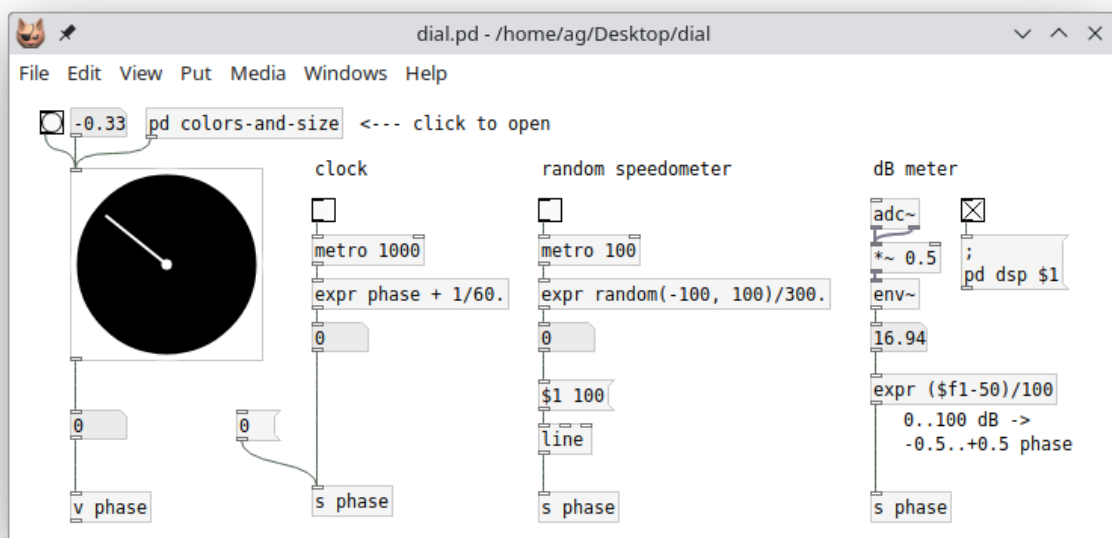 dial.pd - /home/ag/Desktop/dial
File Edit View Put Media Windows Help
-0.33 pd colors-and-size <--- click to open
clock
metro 1000
expr phase + 1/60.
0
s phase
random speedometer
metro 100
expr random(-100, 100)/300.
0
$1 100
line
s phase
dB meter
adc~
*~ 0.5
env~
16.94
expr ($f1-50)/100
0..100 dB ->
-0.5..+0.5 phase
s phase
;
pd dsp $1
0
v phase
0